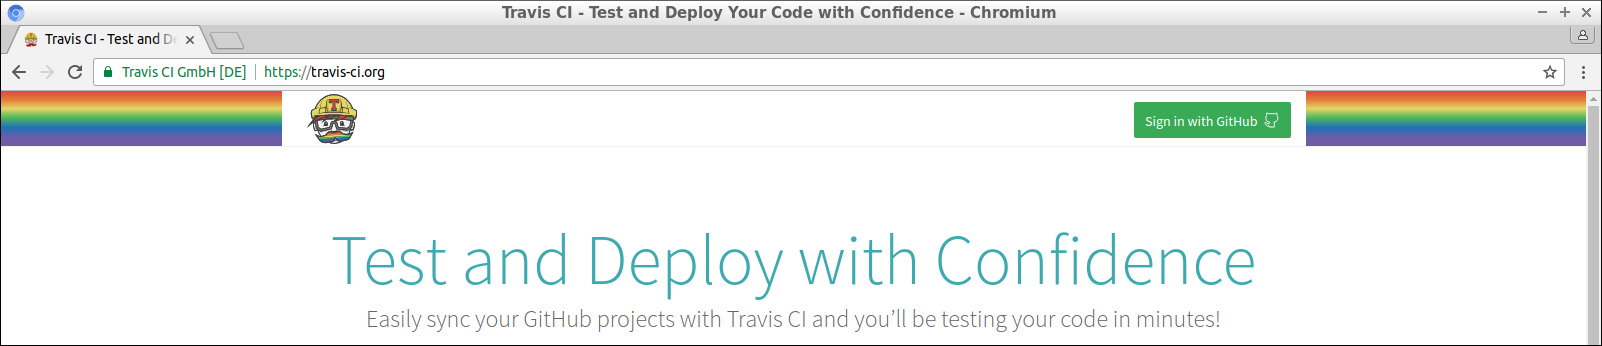 Travis CI - Test and Deploy Your Code with Confidence - Chromium
Travis CI - Test and De
Travis CI GmbH [DE] https://travis-ci.org
T
Sign in with GitHub
Test and Deploy with Confidence
Easily sync your GitHub projects with Travis CI and you’ll be testing your code in minutes!